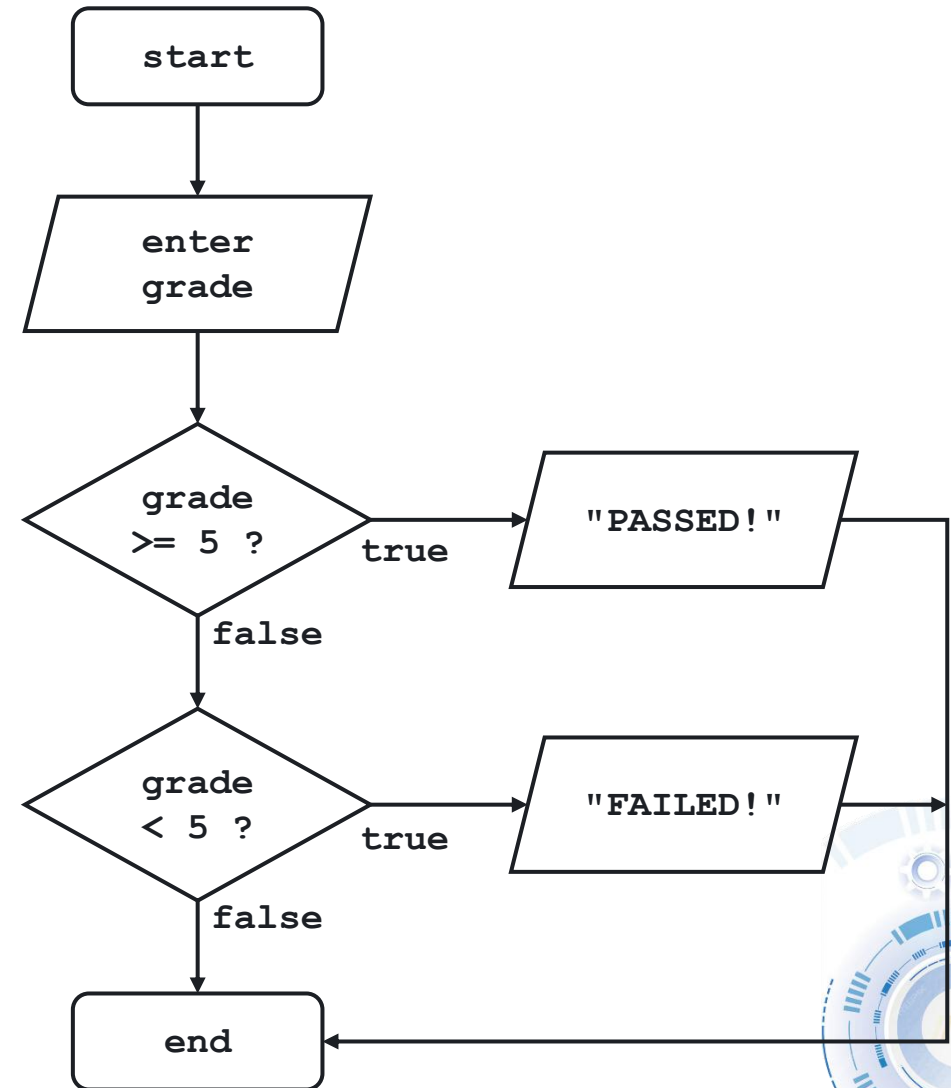 start
enter
grade
grade
>= 5 ?
true
"PASSED!"
false
grade
< 5 ?
true
"FAILED!"
false
end